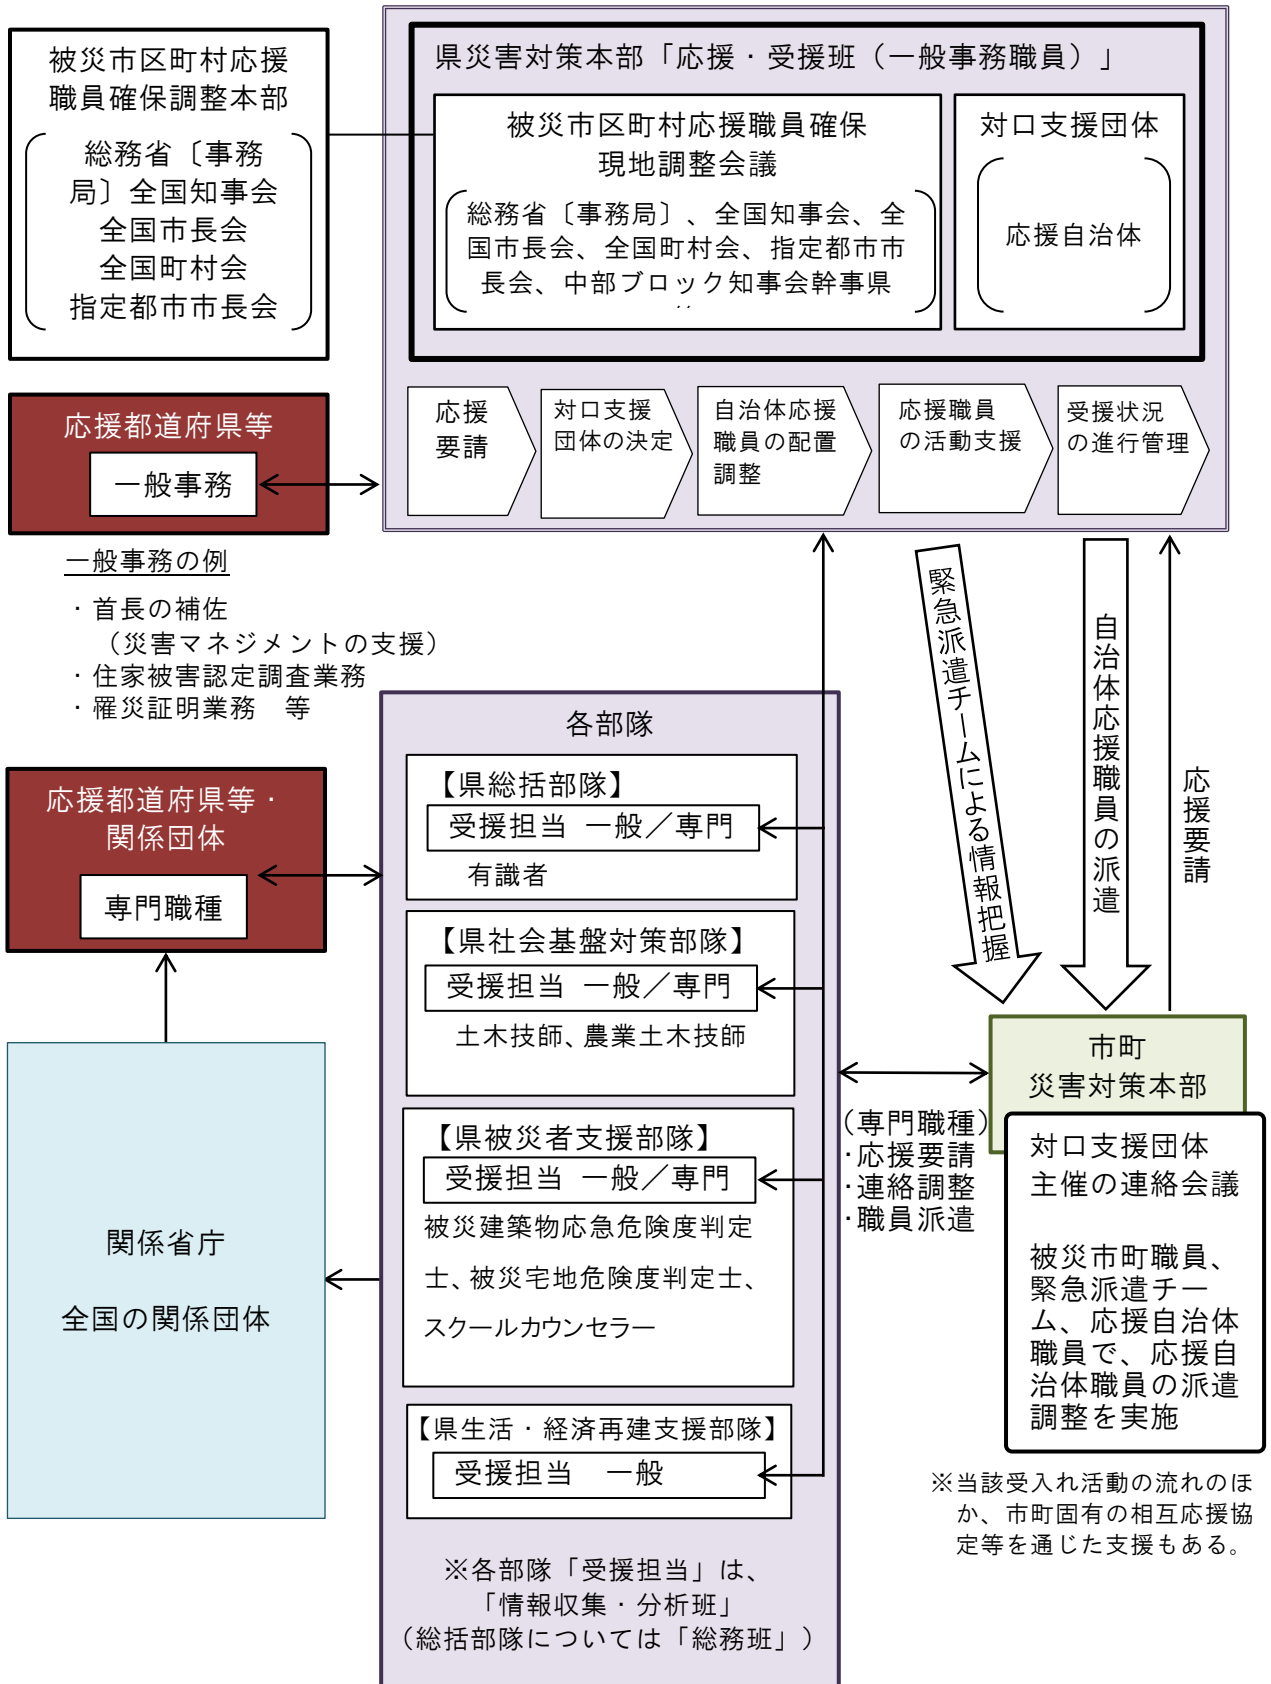 被災市区町村応援
職員確保調整本部
総務省〔事務
局〕全国知事会
全国市長会
全国町村会
指定都市市長会
県災害対策本部「応援・受援班（一般事務職員）」
被災市区町村応援職員確保
現地調整会議
総務省〔事務局〕、全国知事会、全
国市長会、全国町村会、指定都市市
長会、中部ブロック知事会幹事県
対口支援団体
応援自治体
応援
要請
対口支援
団体の決定
自治体応援
職員の配置
調整
応援職員
の活動支援
受援状況
の進行管理
応援都道府県等
一般事務
一般事務の例
・首長の補佐
（災害マネジメントの支援）
・住家被害認定調査業務
・罹災証明業務　等
緊急派遣チームによる情報把握
自治体応援職員の派遣
応援要請
各部隊
【県総括部隊】
受援担当 一般／専門
有識者
【県社会基盤対策部隊】
受援担当 一般／専門
土木技師、農業土木技師
【県被災者支援部隊】
受援担当 一般／専門
被災建築物応急危険度判定
士、被災宅地危険度判定士、
スクールカウンセラー
【県生活・経済再建支援部隊】
受援担当　一般
※各部隊「受援担当」は、
「情報収集・分析班」
（総括部隊については「総務班」）
応援都道府県等・
関係団体
専門職種
関係省庁
全国の関係団体
（専門職種）
・応援要請
・連絡調整
・職員派遣
市町
災害対策本部
対口支援団体
主催の連絡会議
被災市町職員、
緊急派遣チー
ム、応援自治体
職員で、応援自
治体職員の派遣
調整を実施
※当該受入れ活動の流れのほ
か、市町固有の相互応援協
定等を通じた支援もある。